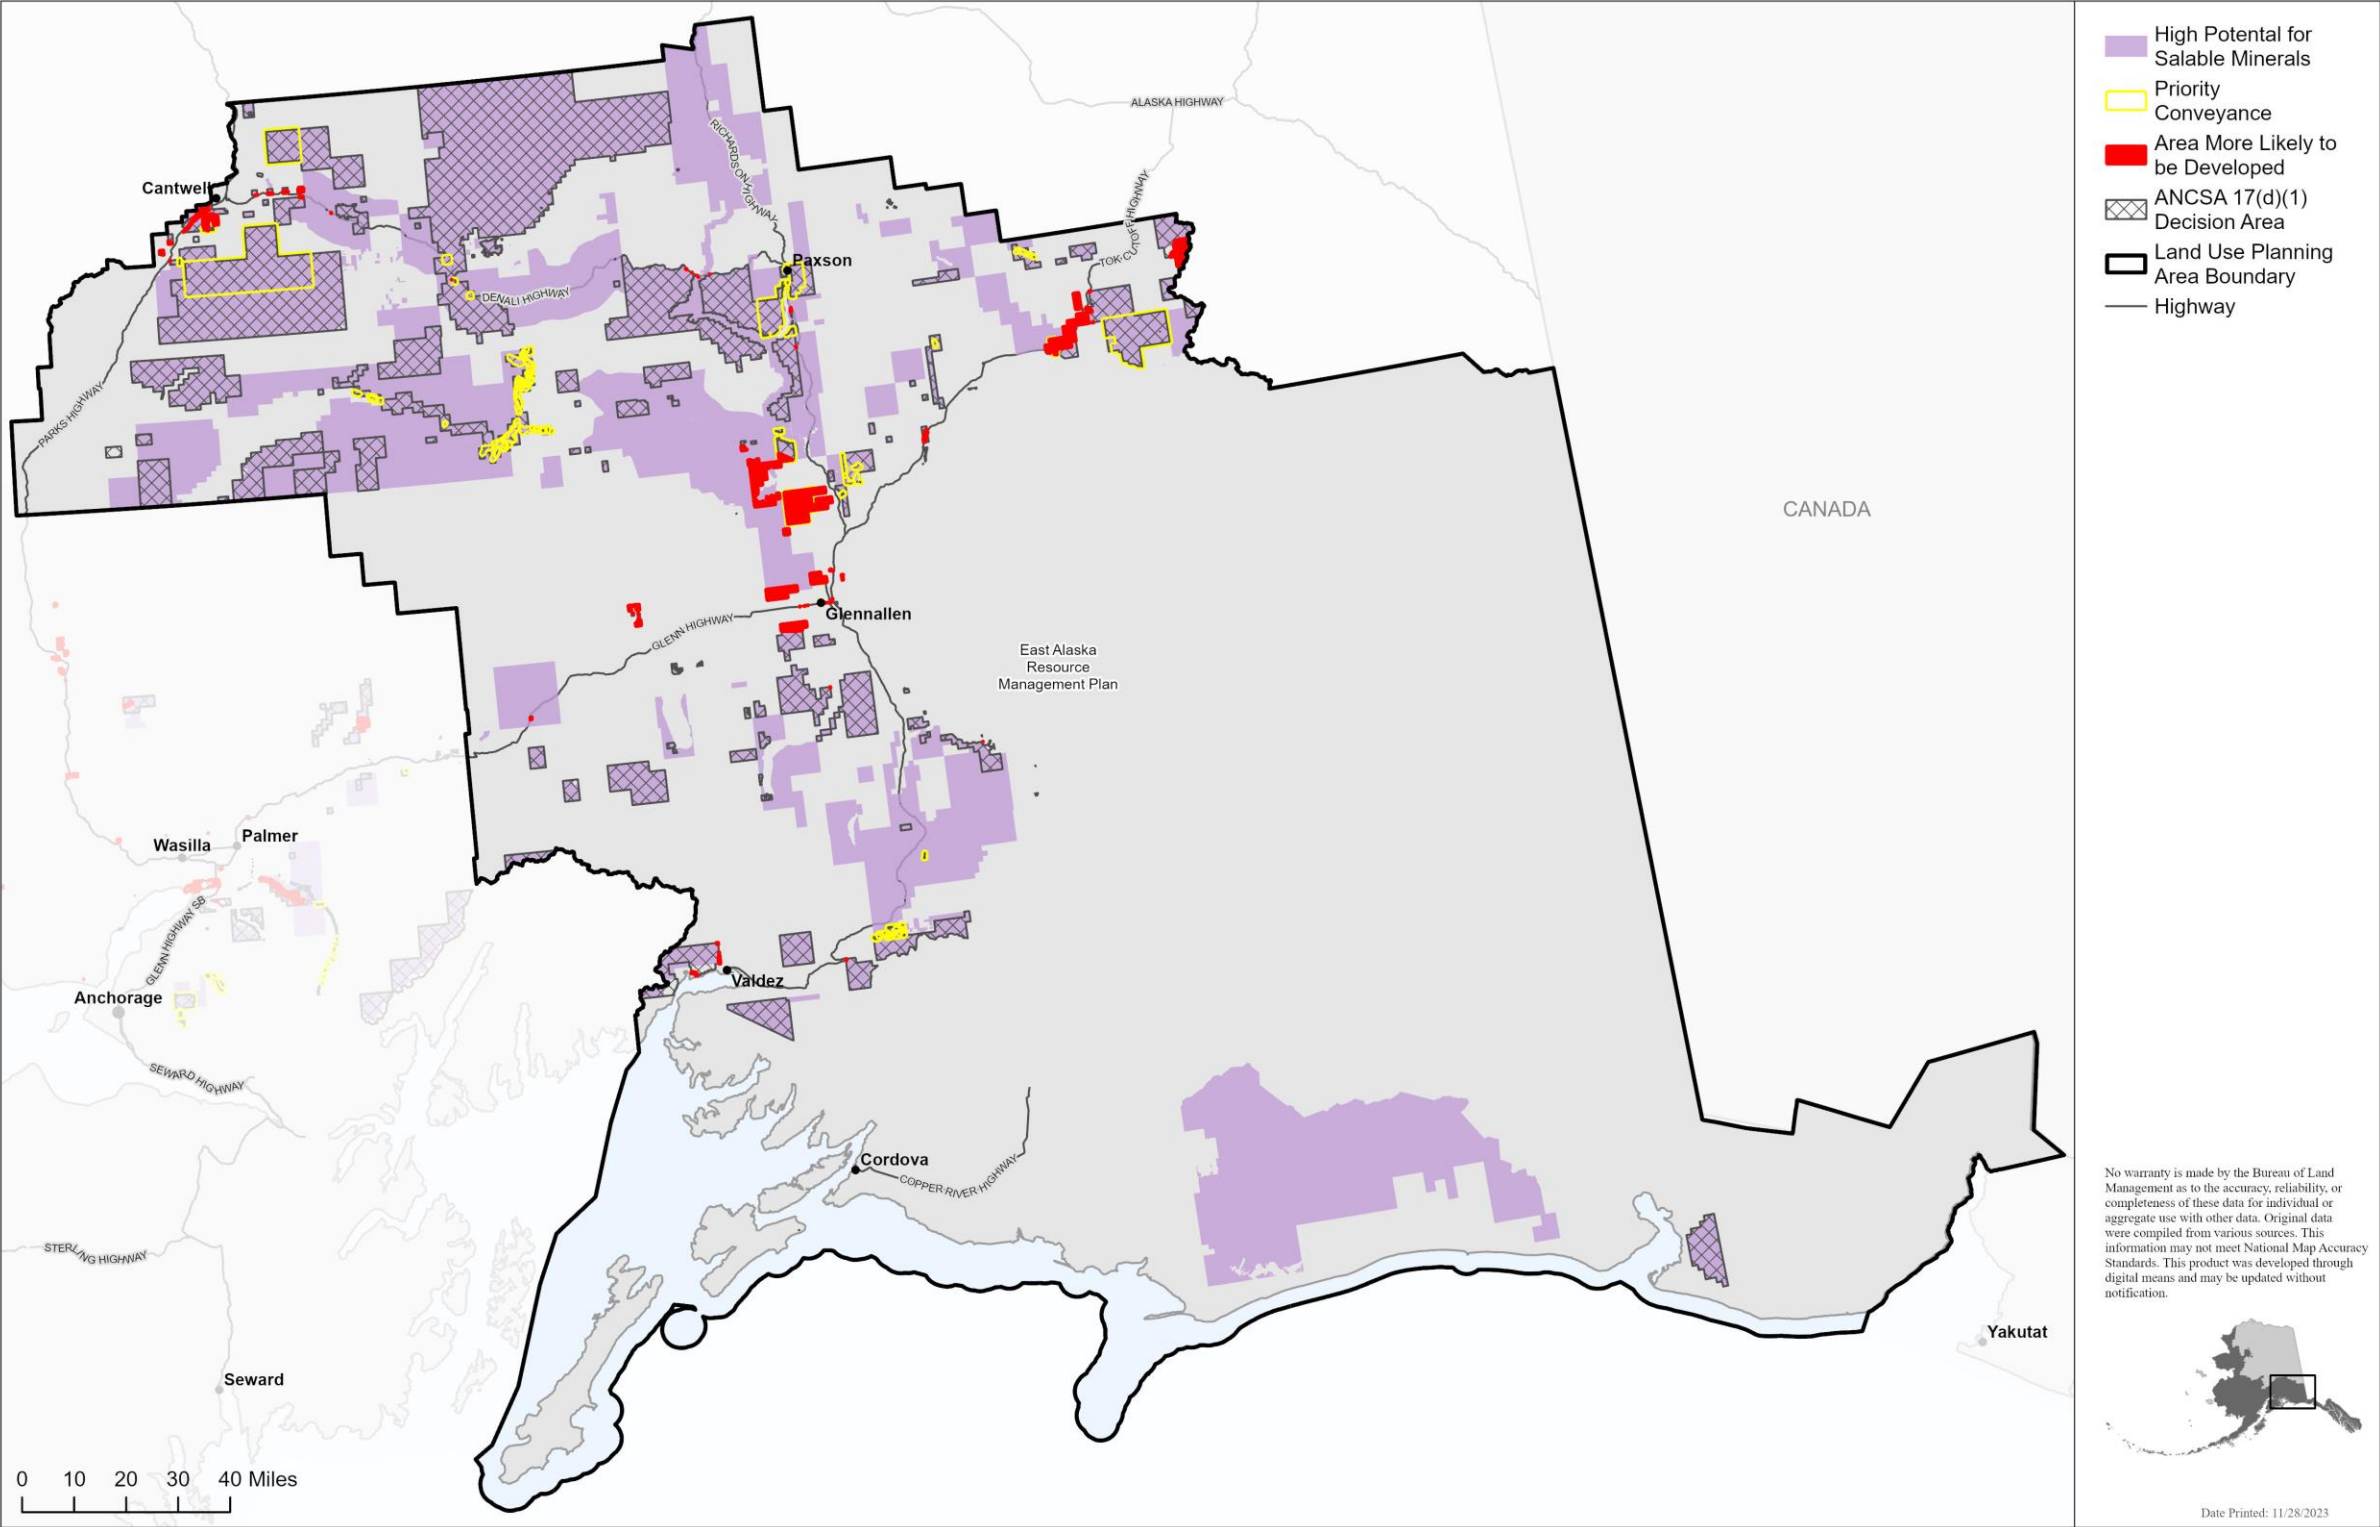 High Potental for
Salable Minerals
Priority
Conveyance
Area More Likely to
be Developed
ANCSA 17(d)(1)
Decision Area
Land Use Planning
Area Boundary
Highway
ALASKA HIGHWAY
RICHARDSON HIGHWAY
Cantwell
TOK CUTOFF HIGHWAY
Paxson
DENALI HIGHWAY
PARKS HIGHWAY
CANADA
Glennallen
GLENN HIGHWAY
East Alaska
Resource
Management Plan
Wasilla
Palmer
GLENN HIGHWAY SB
Valdez
Anchorage
SEWARD HIGHWAY
Cordova
COPPER RIVER HIGHWAY
STERLING HIGHWAY
Yakutat
Seward
0 10 20 30 40 Miles
No warranty is made by the Bureau of Land
Management as to the accuracy, reliability, or
completeness of these data for individual or
aggregate use with other data. Original data
were compiled from various sources. This
information may not meet National Map Accuracy
Standards. This product was developed through
digital means and may be updated without
notification.
Date Printed: 11/28/2023